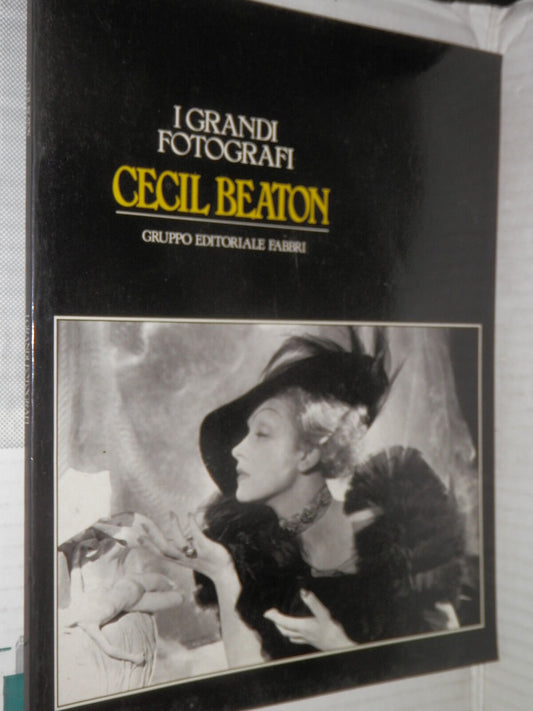 I GRANDI
FOTOGRAFI
CECIL BEATON
GRUPPO EDITORIALE FABBRI